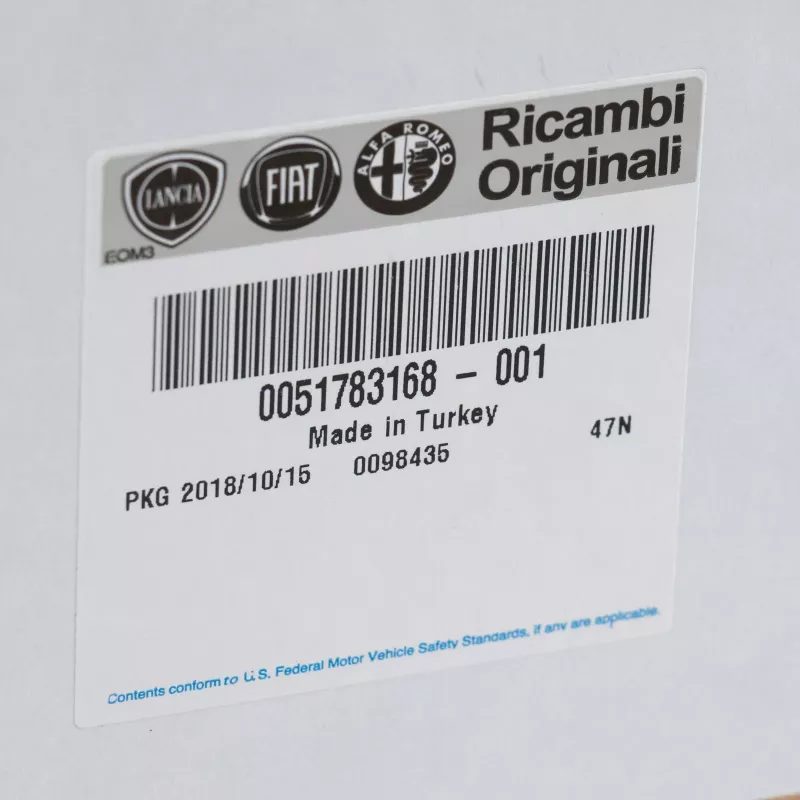 LANCIA
FIAT
ALFA ROMEO
Ricambi
Originali
EOM3
0051783168 - 001
Made in Turkey
PKG 2018/10/15 0098435 47N
Contents conform to U.S. Federal Motor Vehicle Safety Standards, if any are applicable.